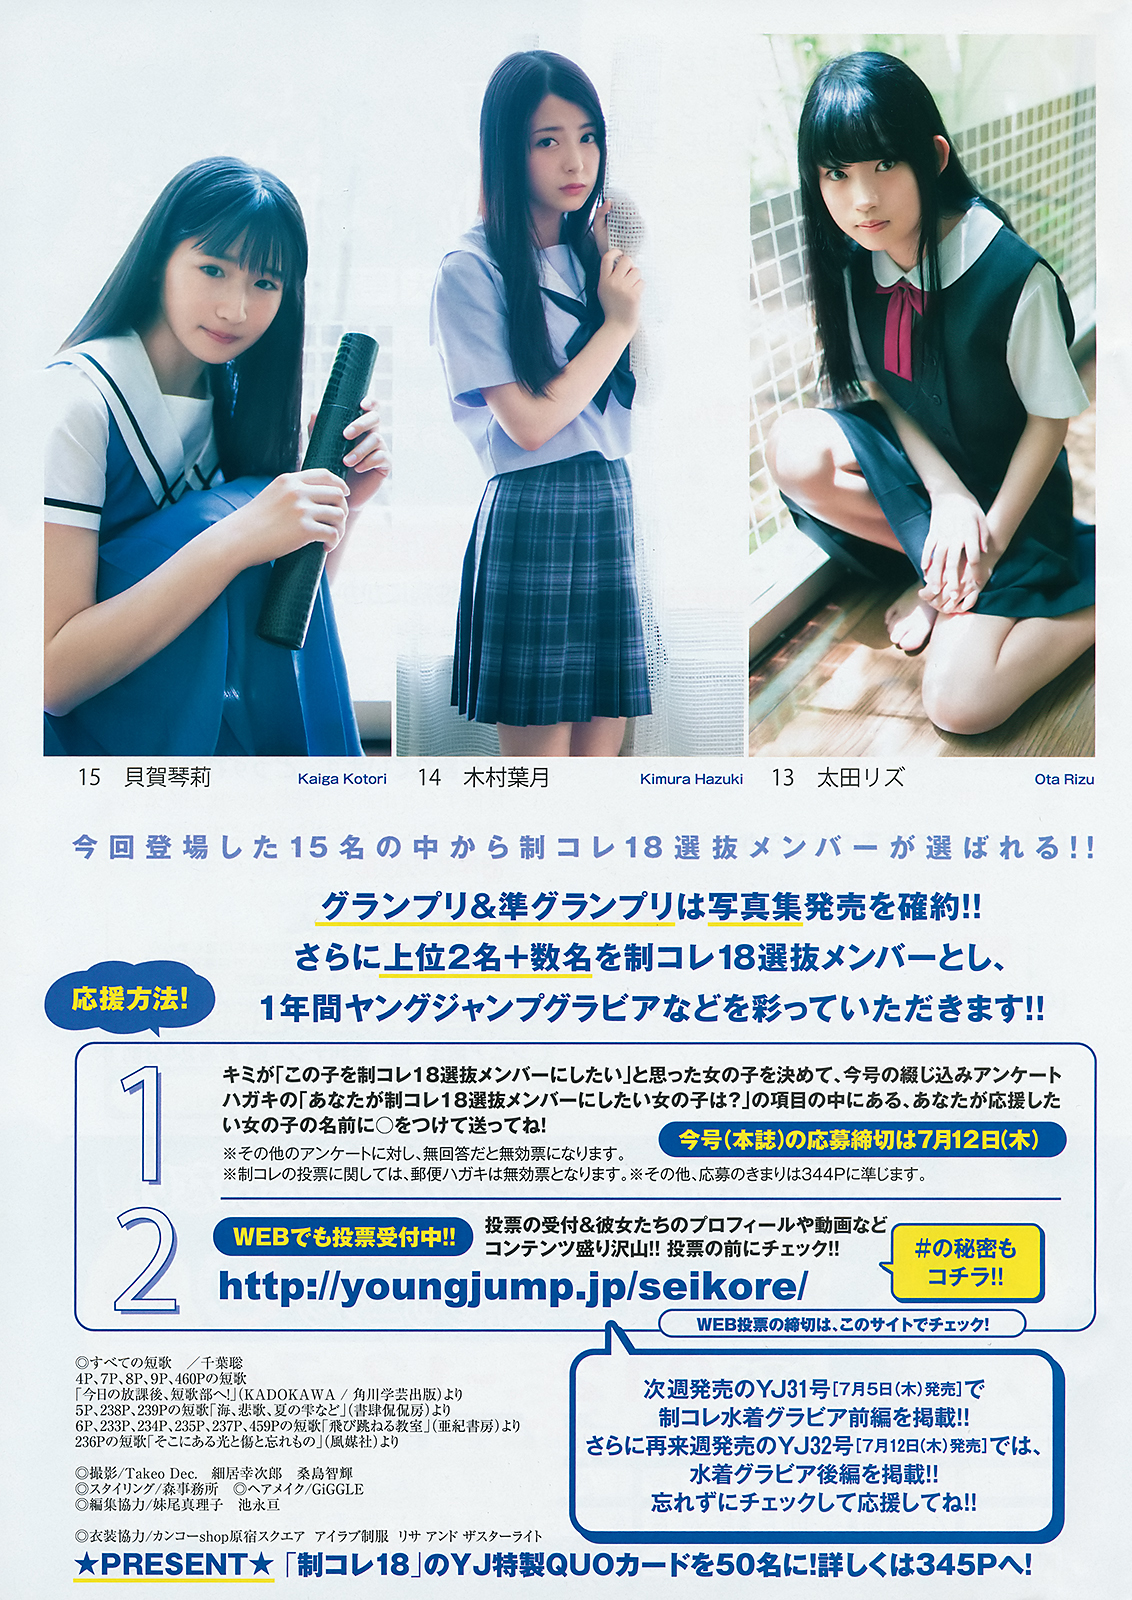 15 貝賀琴莉 Kaiga Kotori
14 木村葉月 Kimura Hazuki
13 太田リズ Ota Rizu
今回登場した15名の中から制コレ18選抜メンバーが選ばれる!!
グランプリ&準グランプリは写真集発売を確約!!
さらに上位2名+数名を制コレ18選抜メンバーとし、
1年間ヤングジャンプグラビアなどを彩っていただきます!!
応援方法!
1
キミが「この子を制コレ18選抜メンバーにしたい」と思った女の子を決めて、今号の綴じ込みアンケート
ハガキの「あなたが制コレ18選抜メンバーにしたい女の子は?」の項目の中にある、あなたが応援した
い女の子の名前に○をつけて送ってね!
今号(本誌)の応募締切は7月12日(木)
※その他のアンケートに対し、無回答だと無効票になります。
※制コレの投票に関しては、郵便ハガキは無効票となります。※その他、応募のきまりは344Pに準じます。
2
WEBでも投票受付中!!
投票の受付&彼女たちのプロフィールや動画など
コンテンツ盛り沢山!! 投票の前にチェック!!
http://youngjump.jp/seikore/
#の秘密も
コチラ!!
WEB投票の締切は、このサイトでチェック!
◎すべての短歌 /千葉聡
4P、7P、8P、9P、460Pの短歌
「今日の放課後、短歌部へ!」(KADOKAWA / 角川学芸出版)より
5P、238P、239Pの短歌「海、悲歌、夏の雫など」(書肆侃侃房)より
6P、233P、234P、235P、237P、459Pの短歌「飛び跳ねる教室」(亜紀書房)より
236Pの短歌「そこにある光と傷と忘れもの」(風媒社)より
◎撮影/Takeo Dec. 細居幸次郎 桑島智輝
◎スタイリング/森事務所 ◎ヘアメイク/GiGGLE
◎編集協力/妹尾真理子 池永亘
◎衣装協力/カンコーshop原宿スクエア アイラブ制服 リサ アンド ザスターライト
次週発売のYJ31号[7月5日(木)発売]で
制コレ水着グラビア前編を掲載!!
さらに再来週発売のYJ32号[7月12日(木)発売]では、
水着グラビア後編を掲載!!
忘れずにチェックして応援してね!!
★PRESENT★ 「制コレ18」のYJ特製QUOカードを50名に!詳しくは345Pへ!